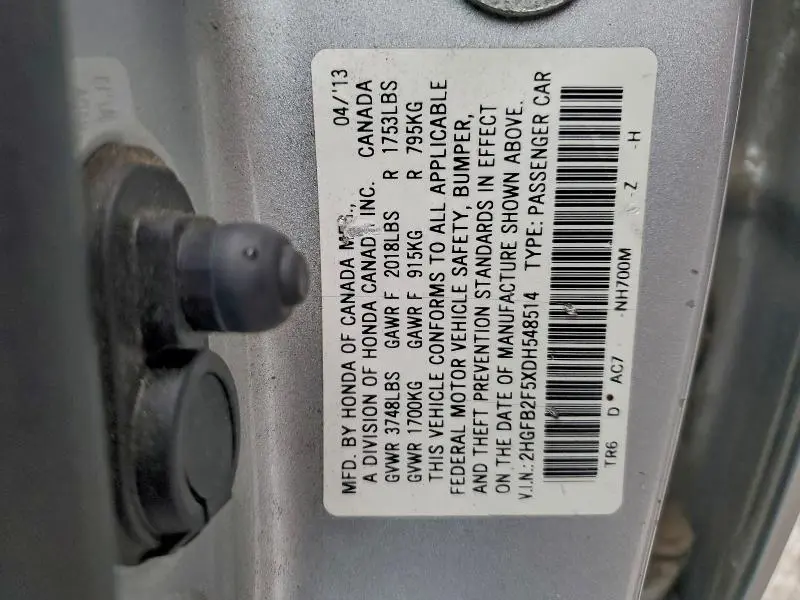 MFD. BY HONDA OF CANADA MFG., 04/'13
A DIVISION OF HONDA CANADA INC. CANADA
GVWR 3748LBS GAWR F 2018LBS R 1753LBS
GVWR 1700KG GAWR F 915KG R 795KG
THIS VEHICLE CONFORMS TO ALL APPLICABLE
FEDERAL MOTOR VEHICLE SAFETY, BUMPER,
AND THEFT PREVENTION STANDARDS IN EFFECT
ON THE DATE OF MANUFACTURE SHOWN ABOVE.
V.I.N.: 2HGFB2F5XDH548514 TYPE: PASSENGER CAR
TR6 D AC7 -NH700M -Z -H